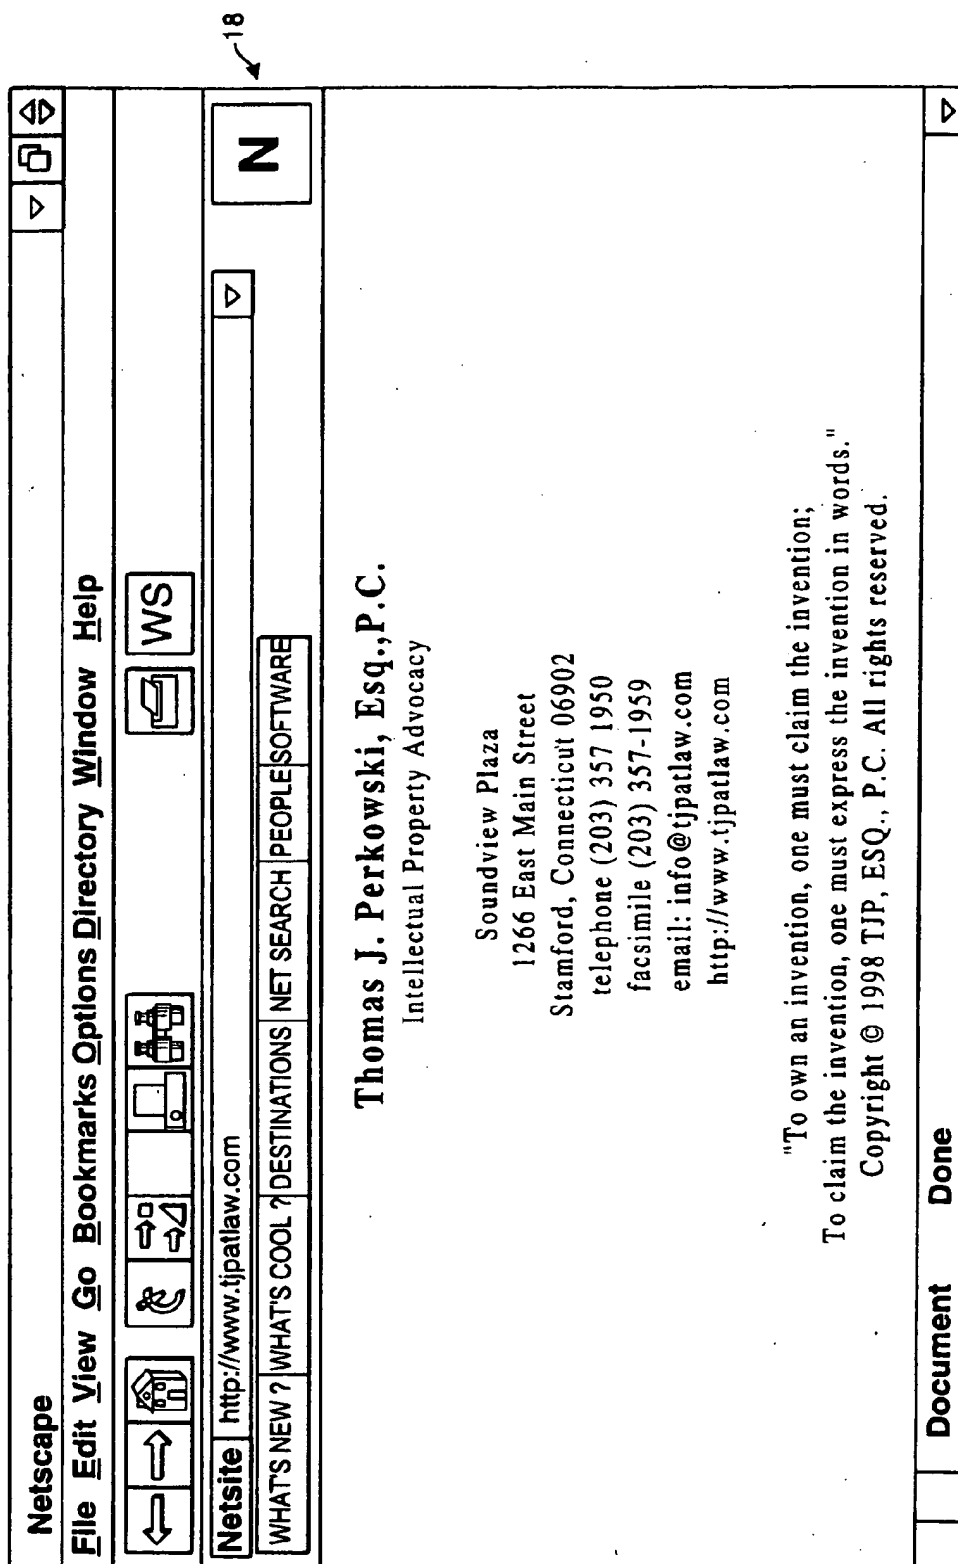 18
Netscape
File Edit View Go Bookmarks Options Directory Window Help
WS
Netsite http://www.tjpatlaw.com
N
WHAT'S NEW ? WHAT'S COOL ? DESTINATIONS NET SEARCH PEOPLE SOFTWARE
Thomas J. Perkowski, Esq.,P.C.
Intellectual Property Advocacy
Soundview Plaza
1266 East Main Street
Stamford, Connecticut 06902
telephone (203) 357 1950
facsimile (203) 357-1959
email: info@tjpatlaw.com
http://www.tjpatlaw.com
"To own an invention, one must claim the invention;
To claim the invention, one must express the invention in words."
Copyright © 1998 TJP, ESQ., P.C. All rights reserved.
Document Done